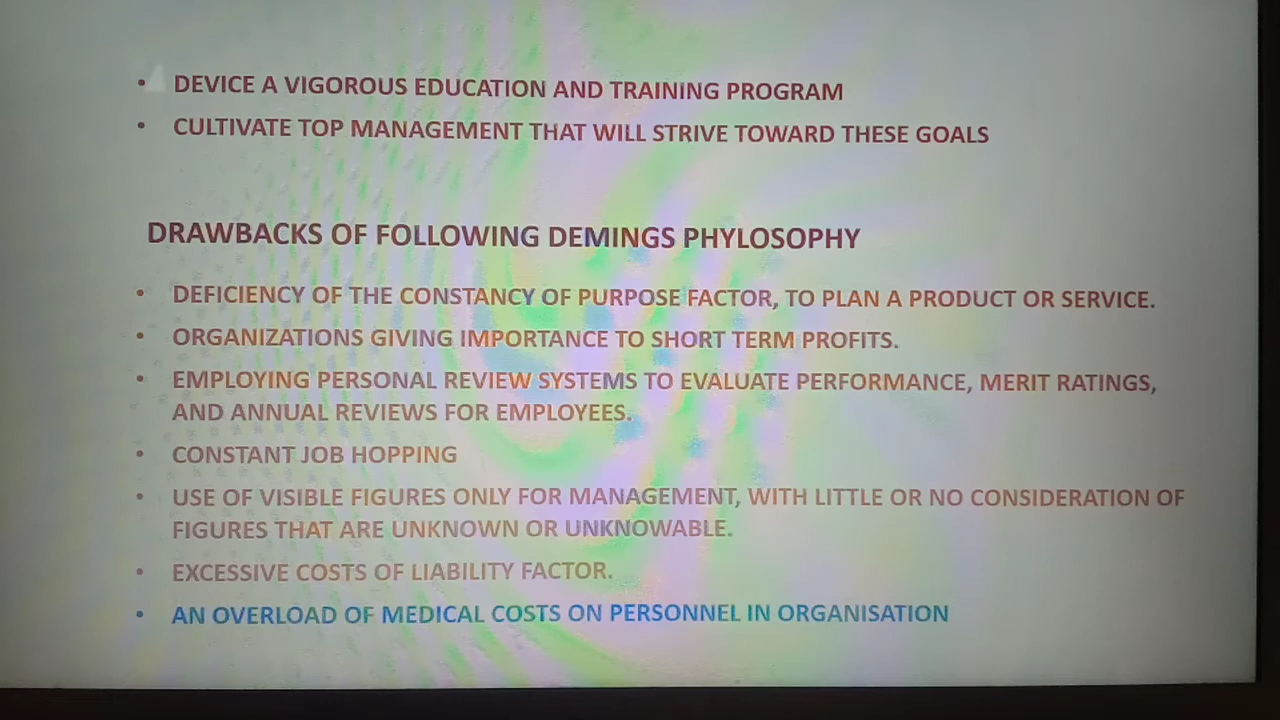 • DEVICE A VIGOROUS EDUCATION AND TRAINING PROGRAM
• CULTIVATE TOP MANAGEMENT THAT WILL STRIVE TOWARD THESE GOALS
DRAWBACKS OF FOLLOWING DEMINGS PHYLOSOPHY
• DEFICIENCY OF THE CONSTANCY OF PURPOSE FACTOR, TO PLAN A PRODUCT OR SERVICE.
• ORGANIZATIONS GIVING IMPORTANCE TO SHORT TERM PROFITS.
• EMPLOYING PERSONAL REVIEW SYSTEMS TO EVALUATE PERFORMANCE, MERIT RATINGS,
AND ANNUAL REVIEWS FOR EMPLOYEES.
• CONSTANT JOB HOPPING
• USE OF VISIBLE FIGURES ONLY FOR MANAGEMENT, WITH LITTLE OR NO CONSIDERATION OF
FIGURES THAT ARE UNKNOWN OR UNKNOWABLE.
• EXCESSIVE COSTS OF LIABILITY FACTOR.
• AN OVERLOAD OF MEDICAL COSTS ON PERSONNEL IN ORGANISATION